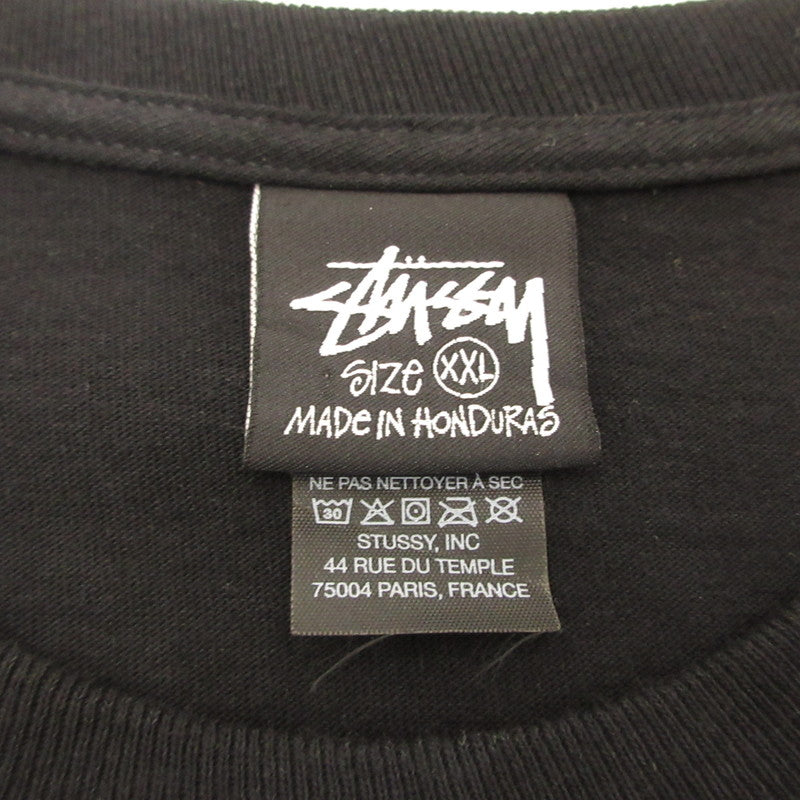 STÜSSY
SIZE XXL
MADE IN HONDURAS
NE PAS NETTOYER À SEC
30
STUSSY, INC
44 RUE DU TEMPLE
75004 PARIS, FRANCE